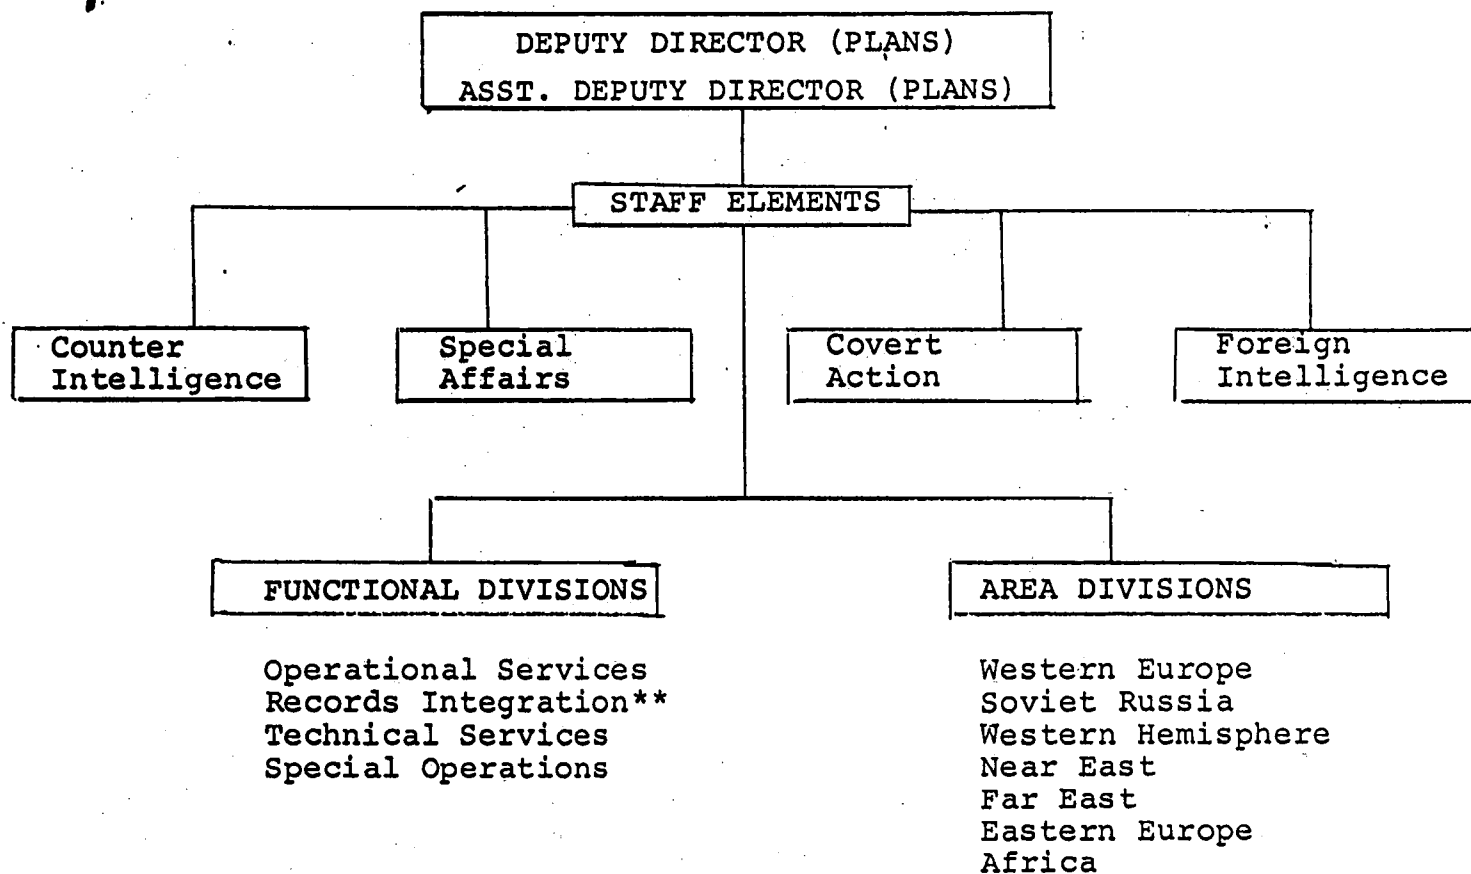 DEPUTY DIRECTOR (PLANS)
ASST. DEPUTY DIRECTOR (PLANS)
STAFF ELEMENTS
Counter
Intelligence
Special
Affairs
Covert
Action
Foreign
Intelligence
FUNCTIONAL DIVISIONS
Operational Services
Records Integration**
Technical Services
Special Operations
AREA DIVISIONS
Western Europe
Soviet Russia
Western Hemisphere
Near East
Far East
Eastern Europe
Africa